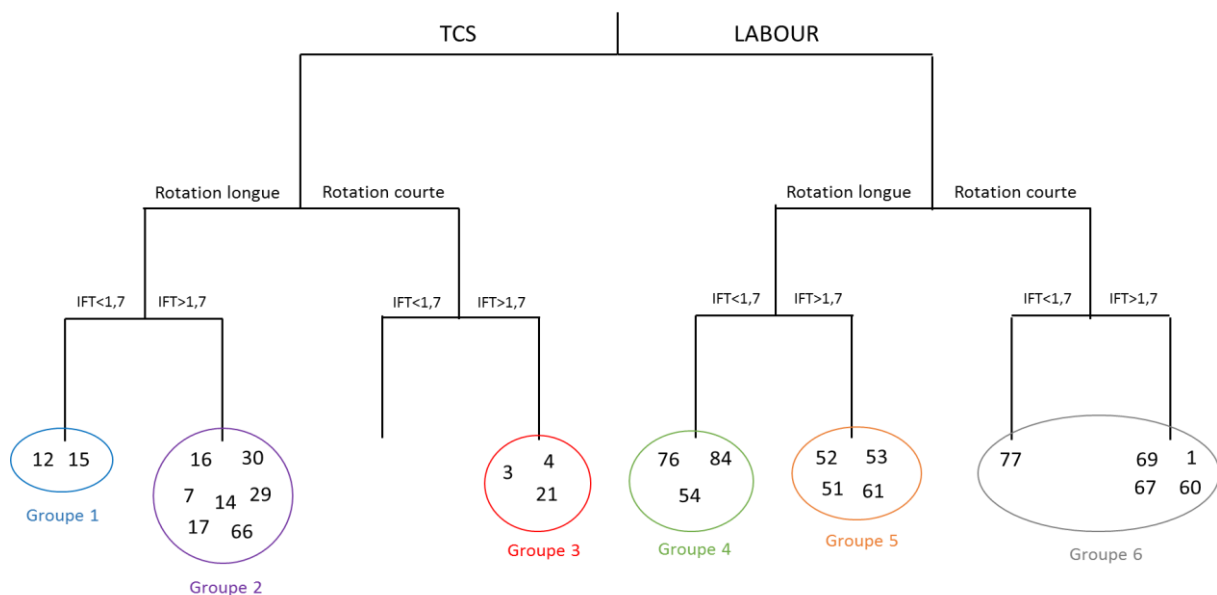 TCS LABOUR
Rotation longue Rotation courte Rotation longue Rotation courte
IFT<1,7 IFT>1,7 IFT<1,7 IFT>1,7 IFT<1,7 IFT>1,7 IFT<1,7 IFT>1,7
12 15
Groupe 1
16 30
7 14 29
17 66
Groupe 2
3 4
21
Groupe 3
76 84
54
Groupe 4
52 53
51 61
Groupe 5
77 69 1
67 60
Groupe 6